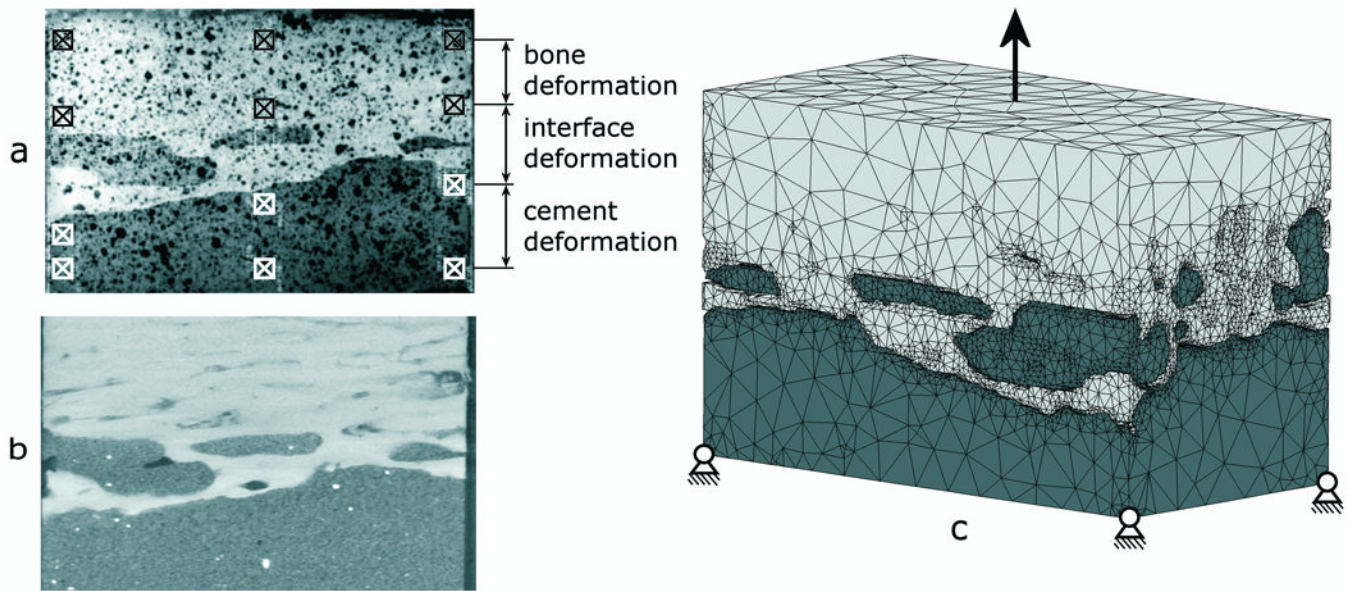 a
bone
deformation
interface
deformation
cement
deformation
b
c